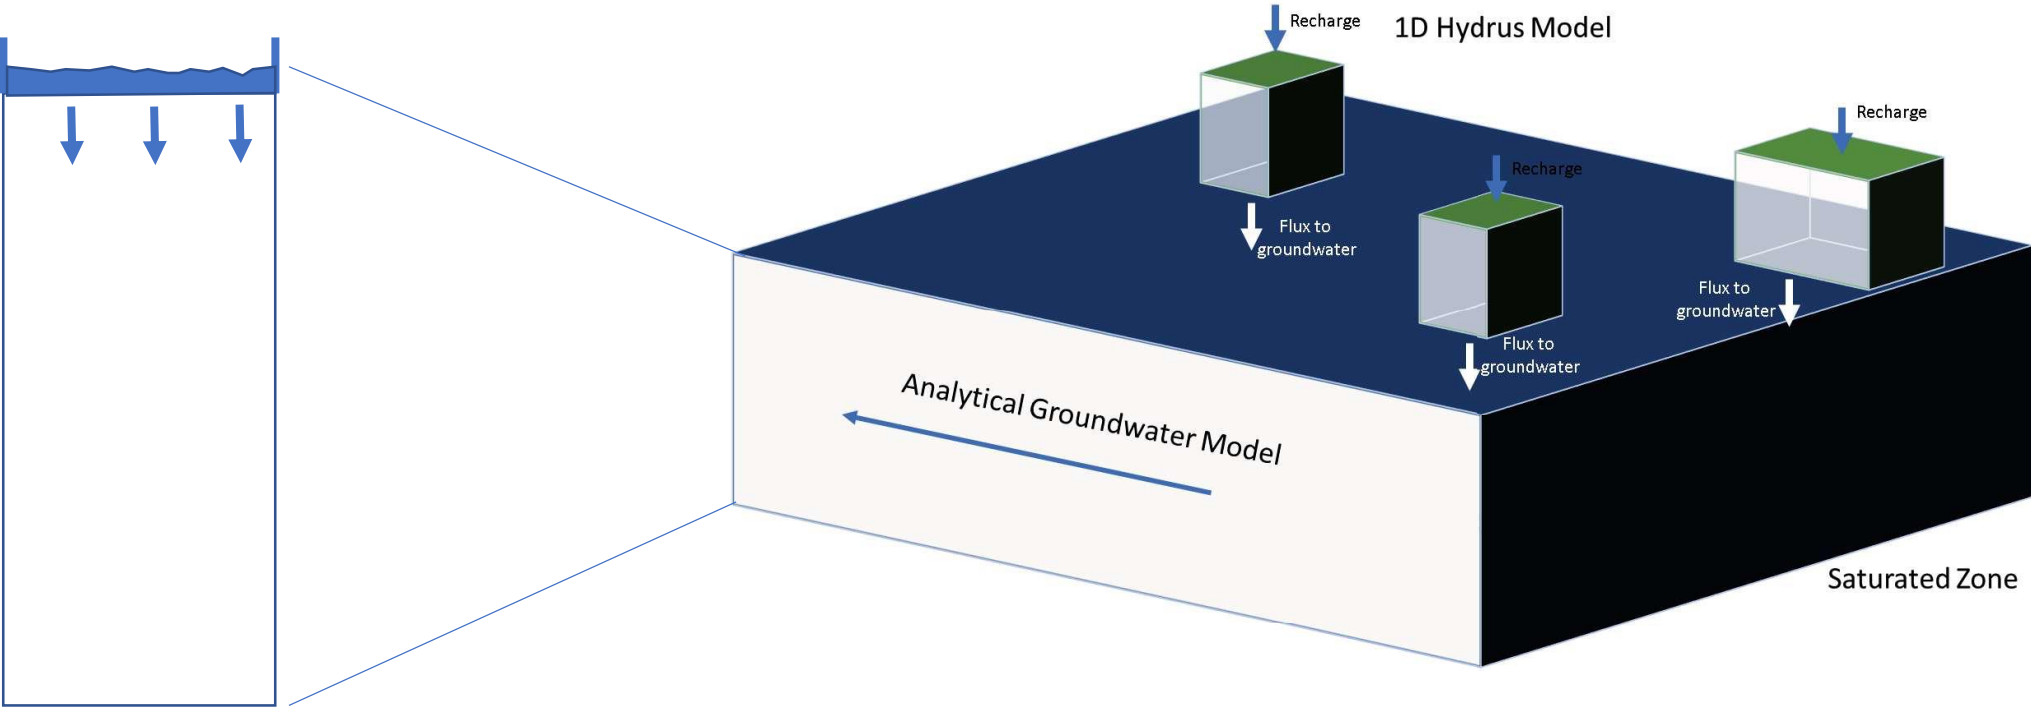 Recharge
1D Hydrus Model
Recharge
Recharge
Flux to
groundwater
Flux to
groundwater
Flux to
groundwater
Analytical Groundwater Model
Saturated Zone